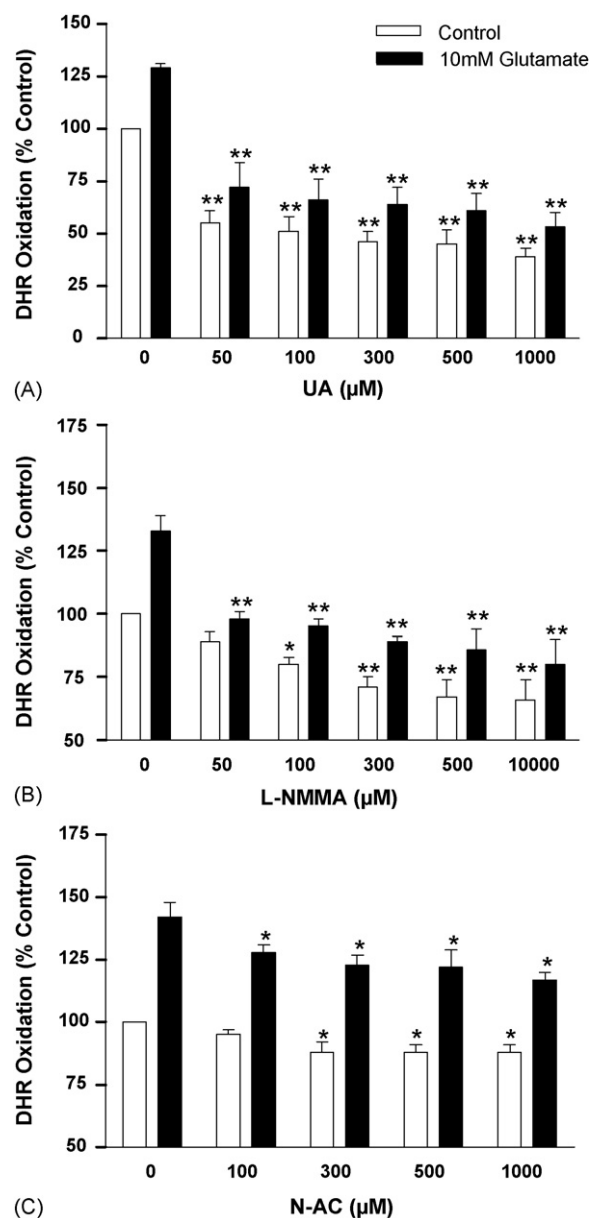 Control
10mM Glutamate
DHR Oxidation (% Control)
150
125
100
75
50
25
0
** ** ** ** ** ** ** ** ** **
0 50 100 300 500 1000
UA (µM)
(A)
DHR Oxidation (% Control)
175
150
125
100
75
50
** * ** ** ** ** ** ** **
0 50 100 300 500 10000
L-NMMA (µM)
(B)
DHR Oxidation (% Control)
175
150
125
100
75
50
* * * * * * *
0 100 300 500 1000
N-AC (µM)
(C)